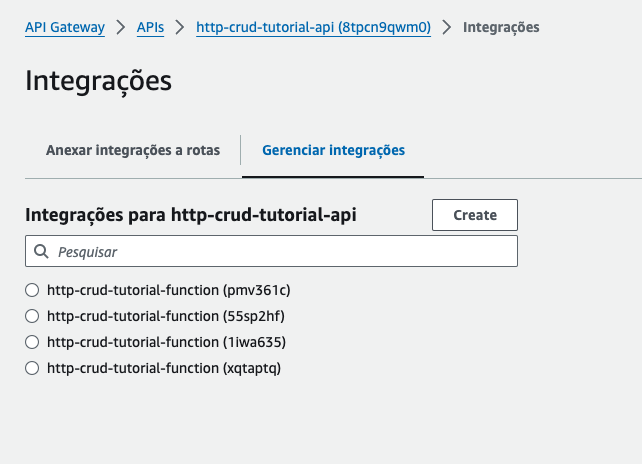 API Gateway > APIs > http-crud-tutorial-api (8tpcn9qwm0) > Integrações
Integrações
Anexar integrações a rotas Gerenciar integrações
Integrações para http-crud-tutorial-api Create
Pesquisar
http-crud-tutorial-function (pmv361c)
http-crud-tutorial-function (55sp2hf)
http-crud-tutorial-function (1iwa635)
http-crud-tutorial-function (xqtaptq)